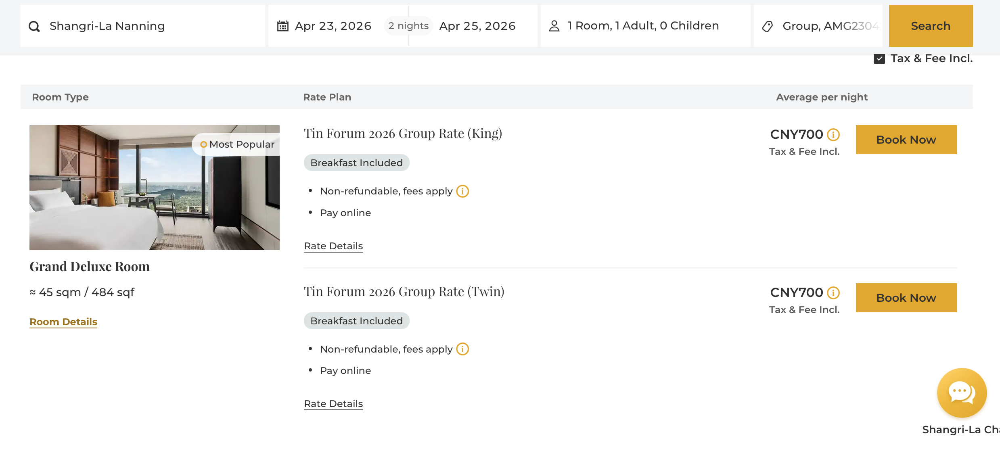 Shangri-La Nanning
Apr 23, 2026
2 nights
Apr 25, 2026
1 Room, 1 Adult, 0 Children
Group, AMG2304
Search
Tax & Fee Incl.
Room Type
Rate Plan
Average per night
Most Popular
Grand Deluxe Room
≈ 45 sqm / 484 sqf
Room Details
Tin Forum 2026 Group Rate (King)
Breakfast Included
• Non-refundable, fees apply
• Pay online
Rate Details
CNY700
Tax & Fee Incl.
Book Now
Tin Forum 2026 Group Rate (Twin)
Breakfast Included
• Non-refundable, fees apply
• Pay online
Rate Details
CNY700
Tax & Fee Incl.
Book Now
Shangri-La Cha